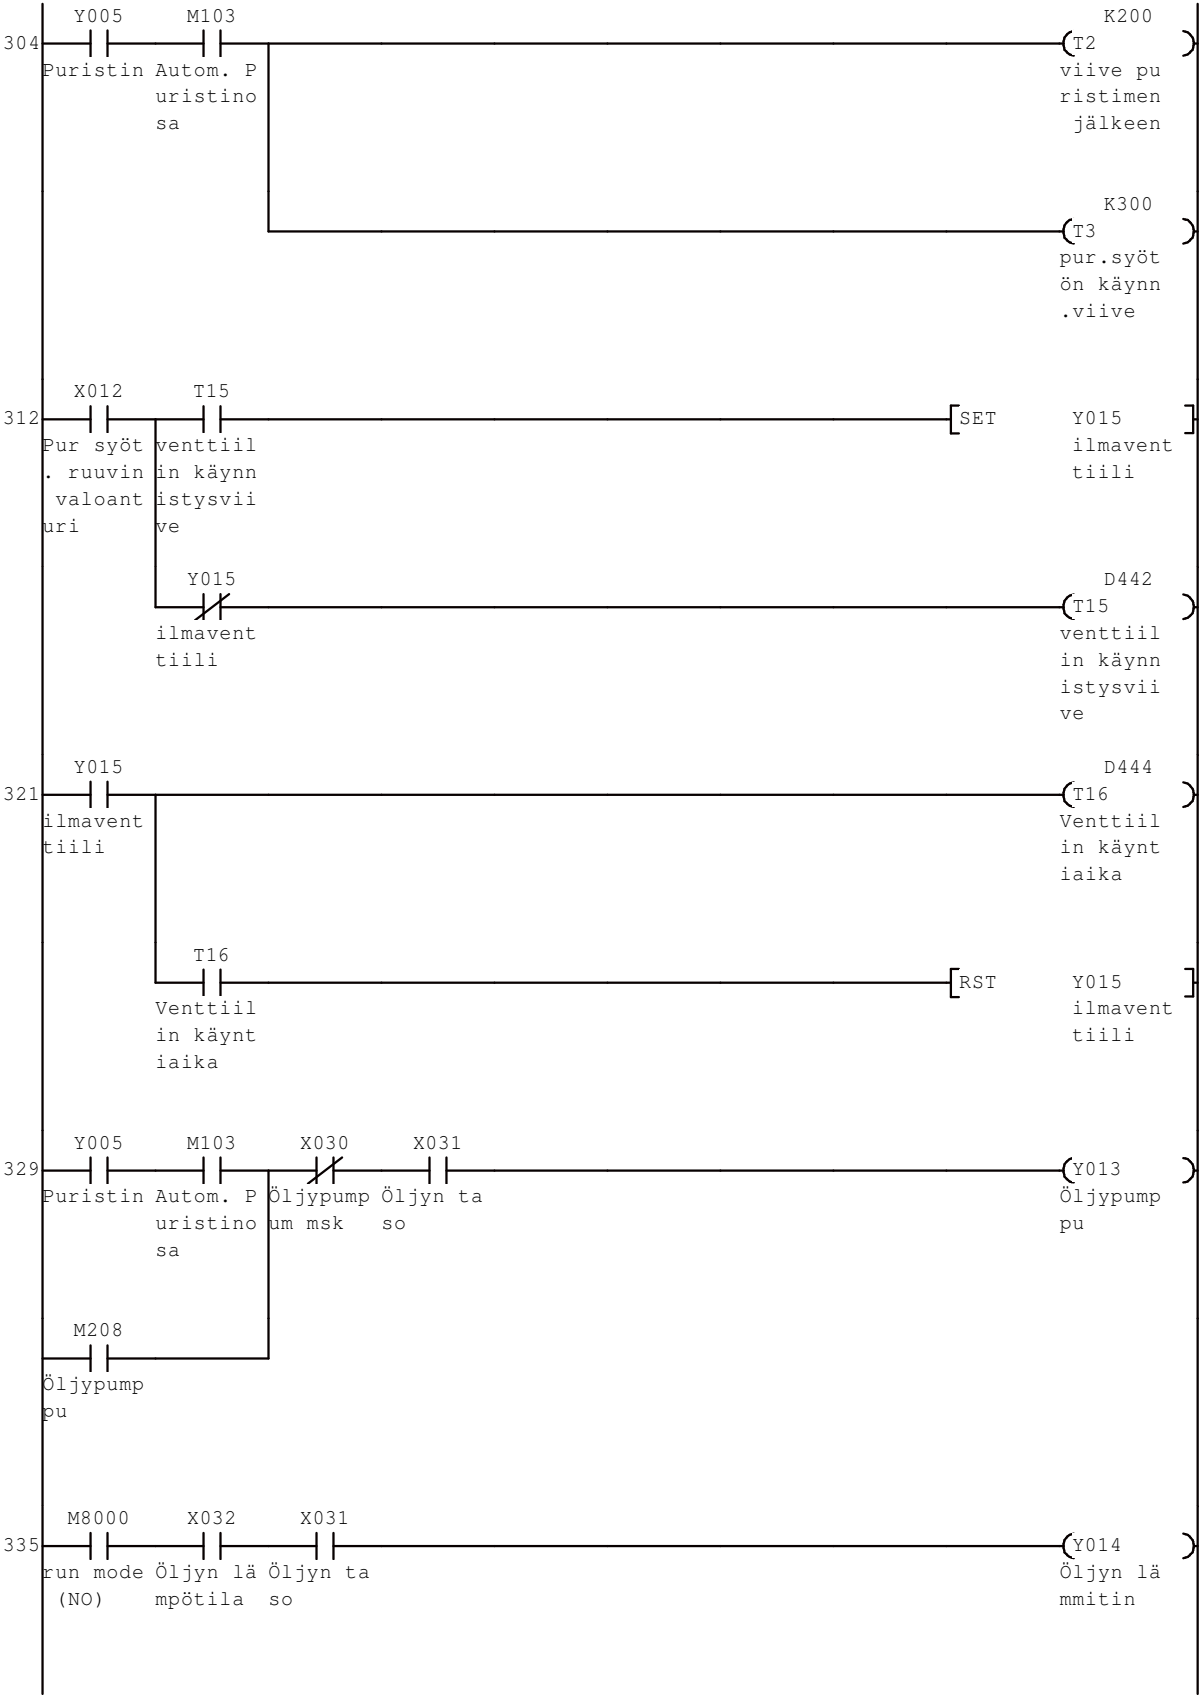 Y005 M103 K200
304 T2
Puristin Autom. P viive pu
uristino ristimen
sa jälkeen
K300
T3
pur.syöt
ön käynn
.viive
X012 T15
312 SET Y015
Pur syöt venttiil ilmavent
. ruuvin in käynn tiili
valoant istysvii
uri ve
Y015 D442
T15
ilmavent venttiil
tiili in käynn
istysvii
ve
Y015 D444
321 T16
ilmavent Venttiil
tiili in käynt
iaika
T16
RST Y015
Venttiil ilmavent
in käynt tiili
iaika
Y005 M103 X030 X031
329 Y013
Puristin Autom. P Öljypump Öljyn ta Öljypump
uristino um msk so pu
sa
M208
Öljypump
pu
M8000 X032 X031
335 Y014
run mode Öljyn lä Öljyn ta Öljyn lä
(NO) mpötila so mmitin